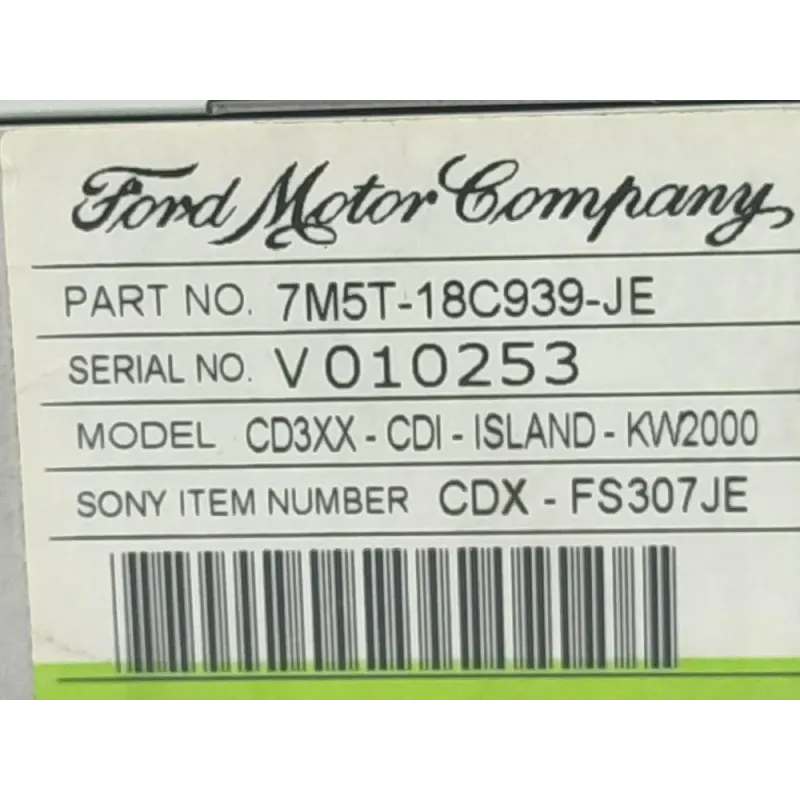 Ford Motor Company
PART NO. 7M5T-18C939-JE
SERIAL NO. V010253
MODEL CD3XX - CDI - ISLAND - KW2000
SONY ITEM NUMBER CDX - FS307JE